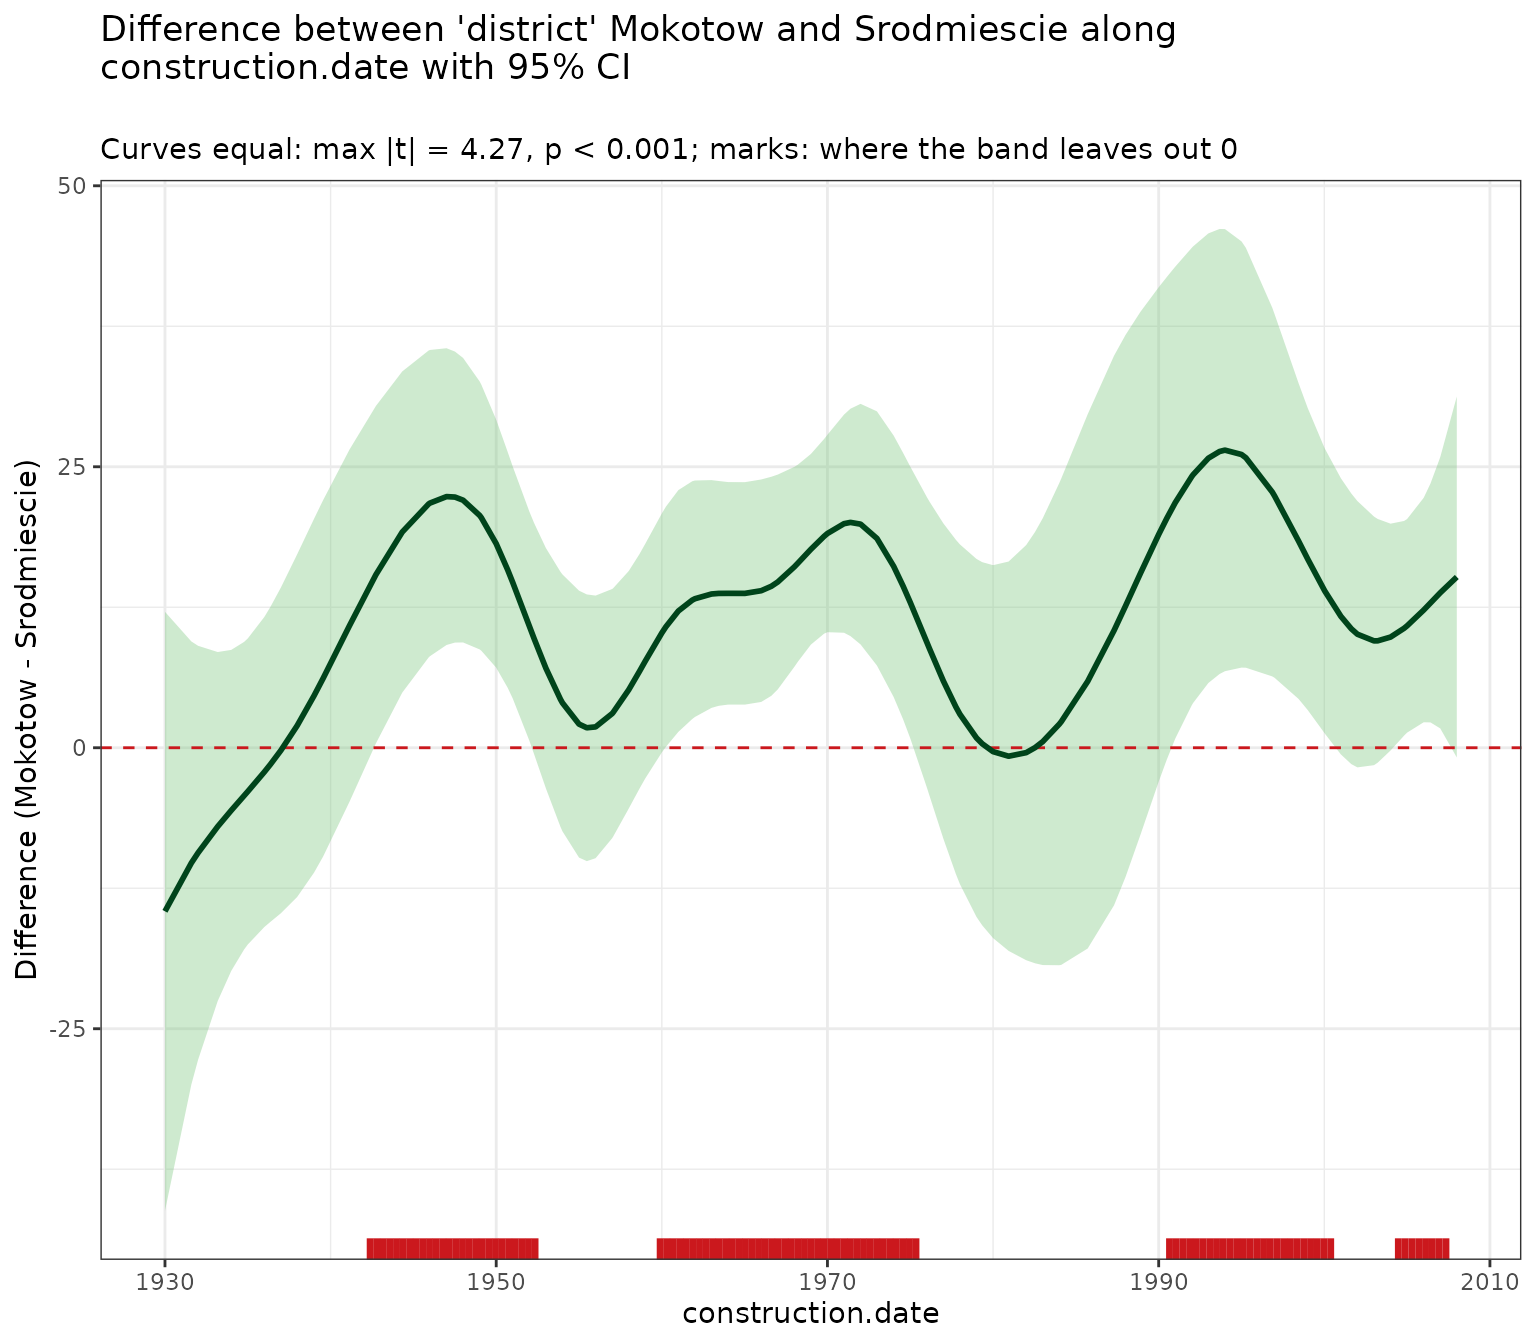 Difference between 'district' Mokotow and Srodmiescie along
construction.date with 95% CI
Curves equal: max |t| = 4.27, p < 0.001; marks: where the band leaves out 0
50
25
0
-25
Difference (Mokotow - Srodmiescie)
1930 1950 1970 1990 2010
construction.date